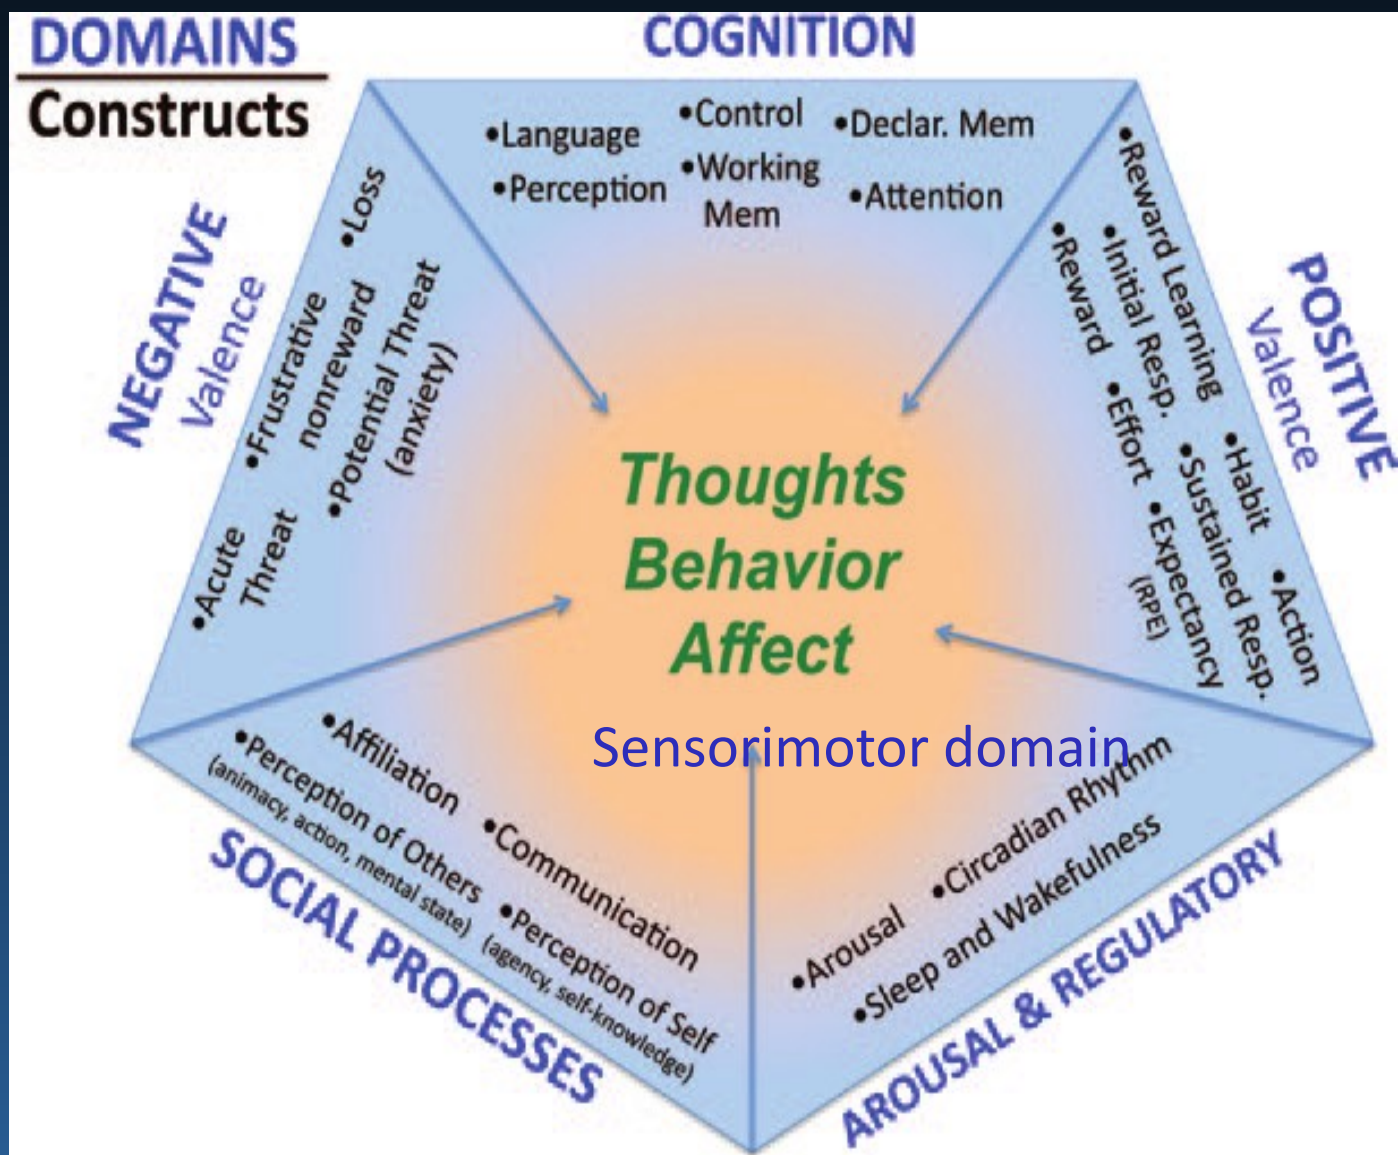 DOMAINS
Constructs
COGNITION
•Language
•Perception
•Control
•Working
Mem
•Declar. Mem
•Attention
NEGATIVE
Valence
•Loss
•Frustrative
nonreward
•Potential Threat
(anxiety)
•Acute
Threat
POSITIVE
Valence
•Reward Learning
•Initial Resp.
•Reward
•Habit
•Sustained Resp.
•Effort
•Action
•Expectancy
(RPE)
Thoughts
Behavior
Affect
Sensorimotor domain
•Affiliation
•Perception of Others
(animacy, action, mental state)
•Communication
•Perception of Self
(agency, self-knowledge)
SOCIAL PROCESSES
•Circadian Rhythm
•Arousal
•Sleep and Wakefulness
AROUSAL & REGULATORY